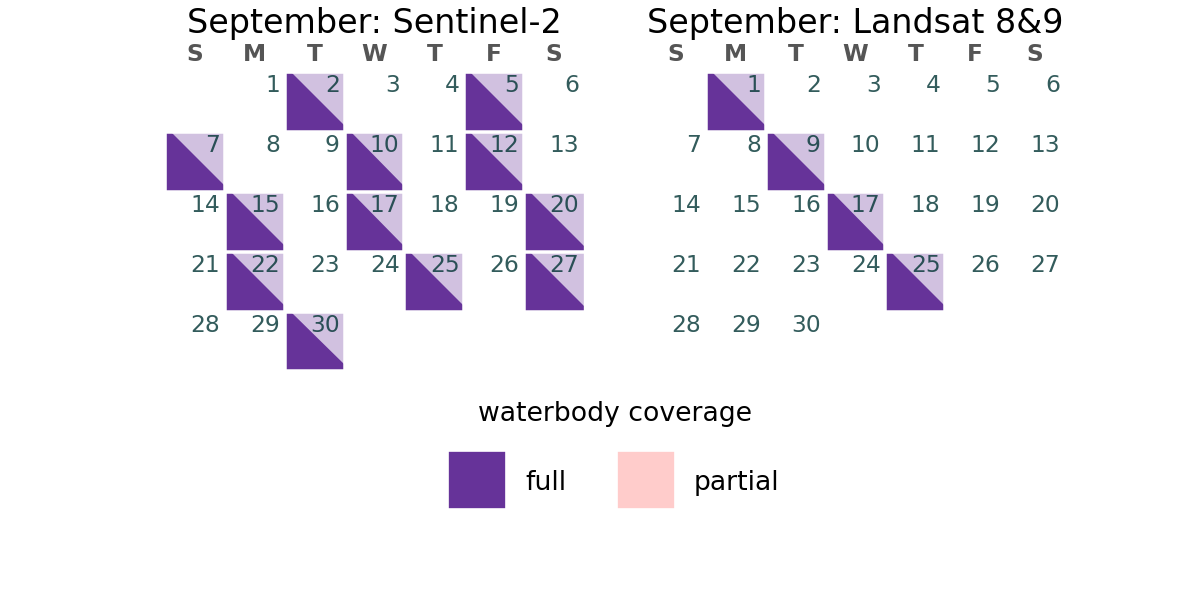 September: Sentinel-2
S M T W T F S
1 2 3 4 5 6
7 8 9 10 11 12 13
14 15 16 17 18 19 20
21 22 23 24 25 26 27
28 29 30
September: Landsat 8&9
S M T W T F S
1 2 3 4 5 6
7 8 9 10 11 12 13
14 15 16 17 18 19 20
21 22 23 24 25 26 27
28 29 30
waterbody coverage
full partial